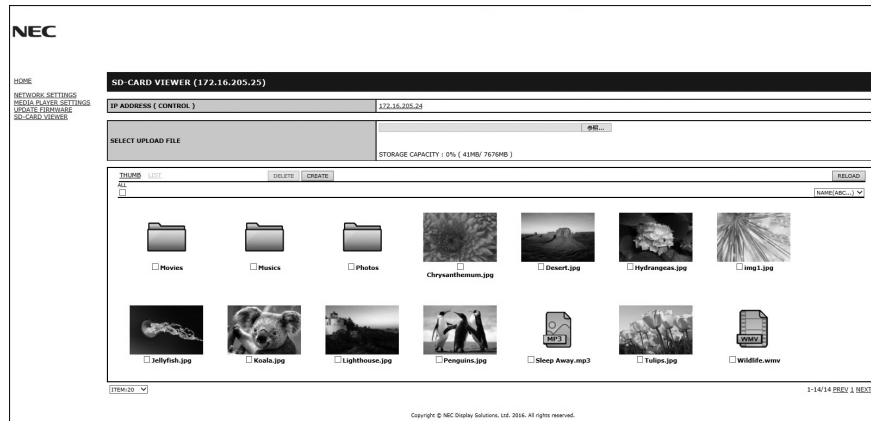 NEC
HOME
NETWORK SETTINGS
MEDIA PLAYER SETTINGS
UPDATE FIRMWARE
SD-CARD VIEWER
SD-CARD VIEWER (172.16.205.25)
IP ADDRESS ( CONTROL ) 172.16.205.24
SELECT UPLOAD FILE
参照...
STORAGE CAPACITY : 0% ( 41MB/ 7676MB )
THUMB LIST DELETE CREATE RELOAD
ALL
NAME(ABC...)
Movies Musics Photos Chrysanthemum.jpg Desert.jpg Hydrangeas.jpg img1.jpg
MP3 WMV
Jellyfish.jpg Koala.jpg Lighthouse.jpg Penguins.jpg Sleep Away.mp3 Tulips.jpg Wildlife.wmv
ITEM:20 1-14/14 PREV 1 NEXT
Copyright © NEC Display Solutions, Ltd. 2016. All rights reserved.